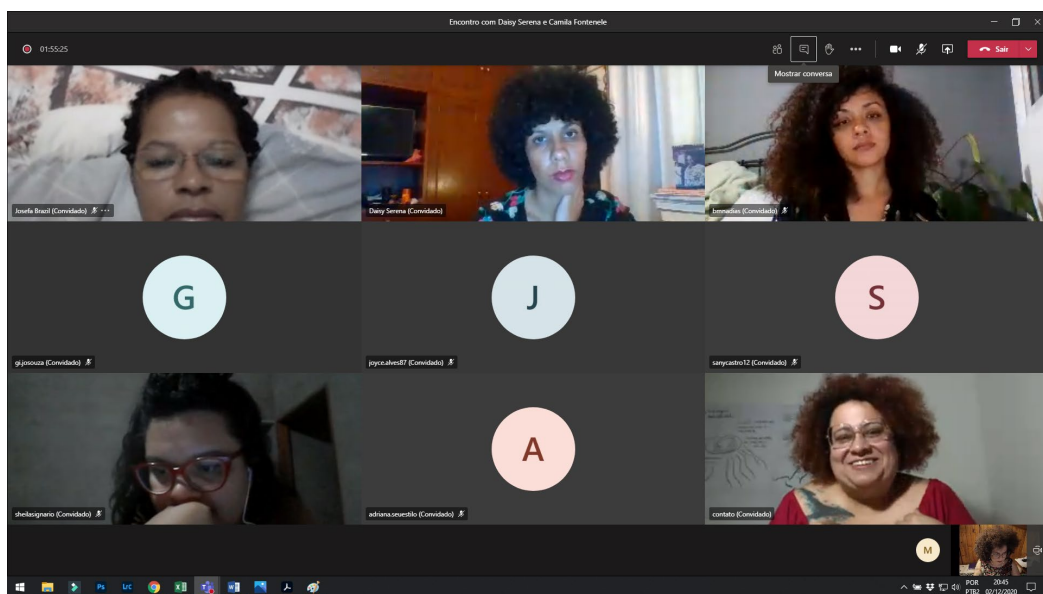 Encontro com Daisy Serena e Camila Fontenele
01:55:25
Sair
Mostrar conversa
Josefa Brazil (Convidado)
Daisy Serena (Convidado)
bmnadias (Convidado)
G
J
S
gi.josouza (Convidado)
joyce.alves87 (Convidado)
sanycastro12 (Convidado)
A
sheilasignario (Convidado)
adriana.seuestilo (Convidado)
contato (Convidado)
M
Ps
Lrc
POR
20:45
PTB2
02/12/2020